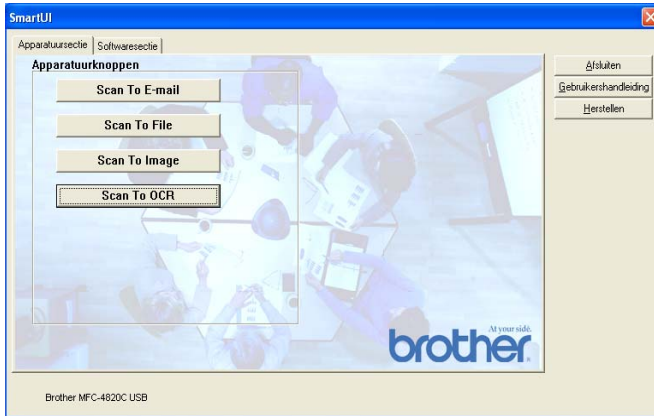 SmartUI
Apparatuursectie
Softwaresectie
Apparatuurknoppen
Scan To E-mail
Scan To File
Scan To Image
Scan To OCR
Afsluiten
Gebruikershandleiding
Herstellen
At your side.
brother
Brother MFC-4820C USB